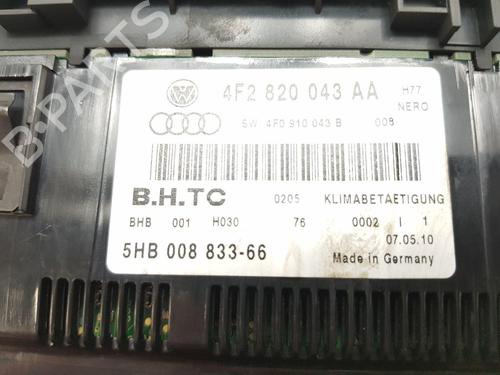 4F2 820 043 AA H77
NERO
SW 4F0 910 043 B 008
B.H.TC 0205 KLIMABETAETIGUNG
BHB 001 H030 76 0002 I 1
07.05.10
5HB 008 833-66 Made in Germany
B-PARTS